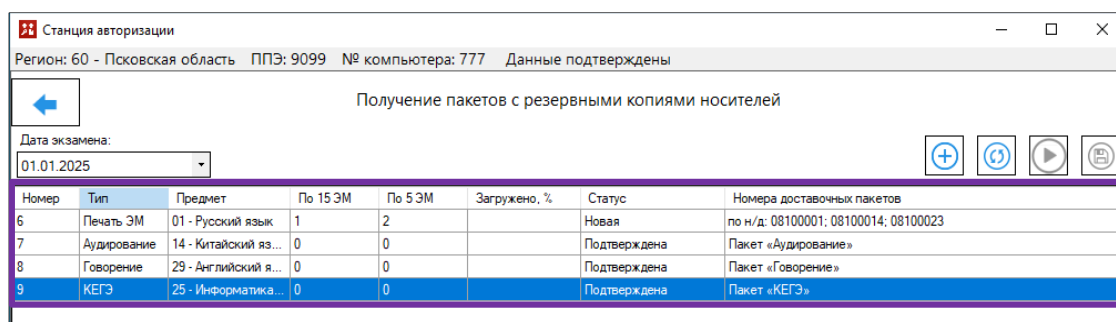 Станция авторизации
Регион: 60 - Псковская область ППЭ: 9099 № компьютера: 777 Данные подтверждены
Получение пакетов с резервными копиями носителей
Дата экзамена:
01.01.2025
Номер Тип Предмет По 15 ЭМ По 5 ЭМ Загружено, % Статус Номера доставочных пакетов
6 Печать ЭМ 01 - Русский язык 1 2 Новая по н/д: 08100001; 08100014; 08100023
7 Аудирование 14 - Китайский яз... 0 0 Подтверждена Пакет «Аудирование»
8 Говорение 29 - Английский я... 0 0 Подтверждена Пакет «Говорение»
9 КЕГЭ 25 - Информатика... 0 0 Подтверждена Пакет «КЕГЭ»